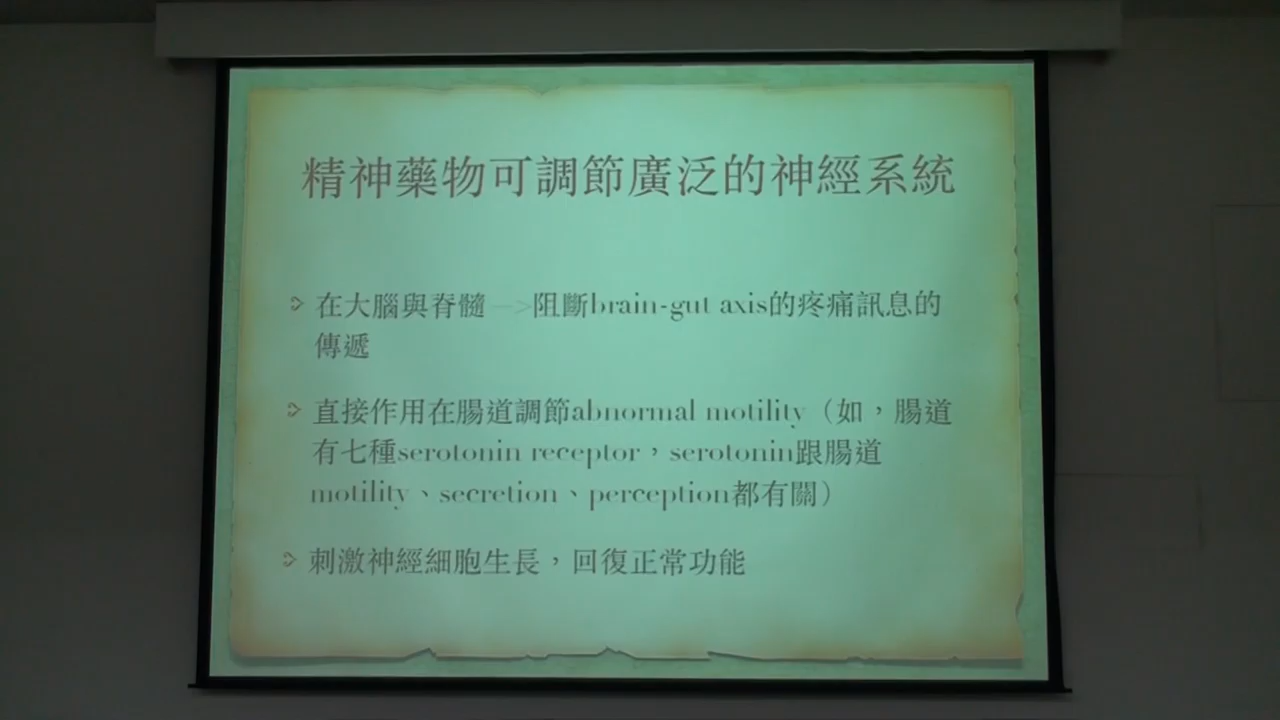 精神藥物可調節廣泛的神經系統
在大腦與脊髓—>阻斷brain-gut axis的疼痛訊息的
傳遞
直接作用在腸道調節abnormal motility（如，腸道
有七種serotonin receptor，serotonin跟腸道
motility、secretion、perception都有關）
刺激神經細胞生長，回復正常功能